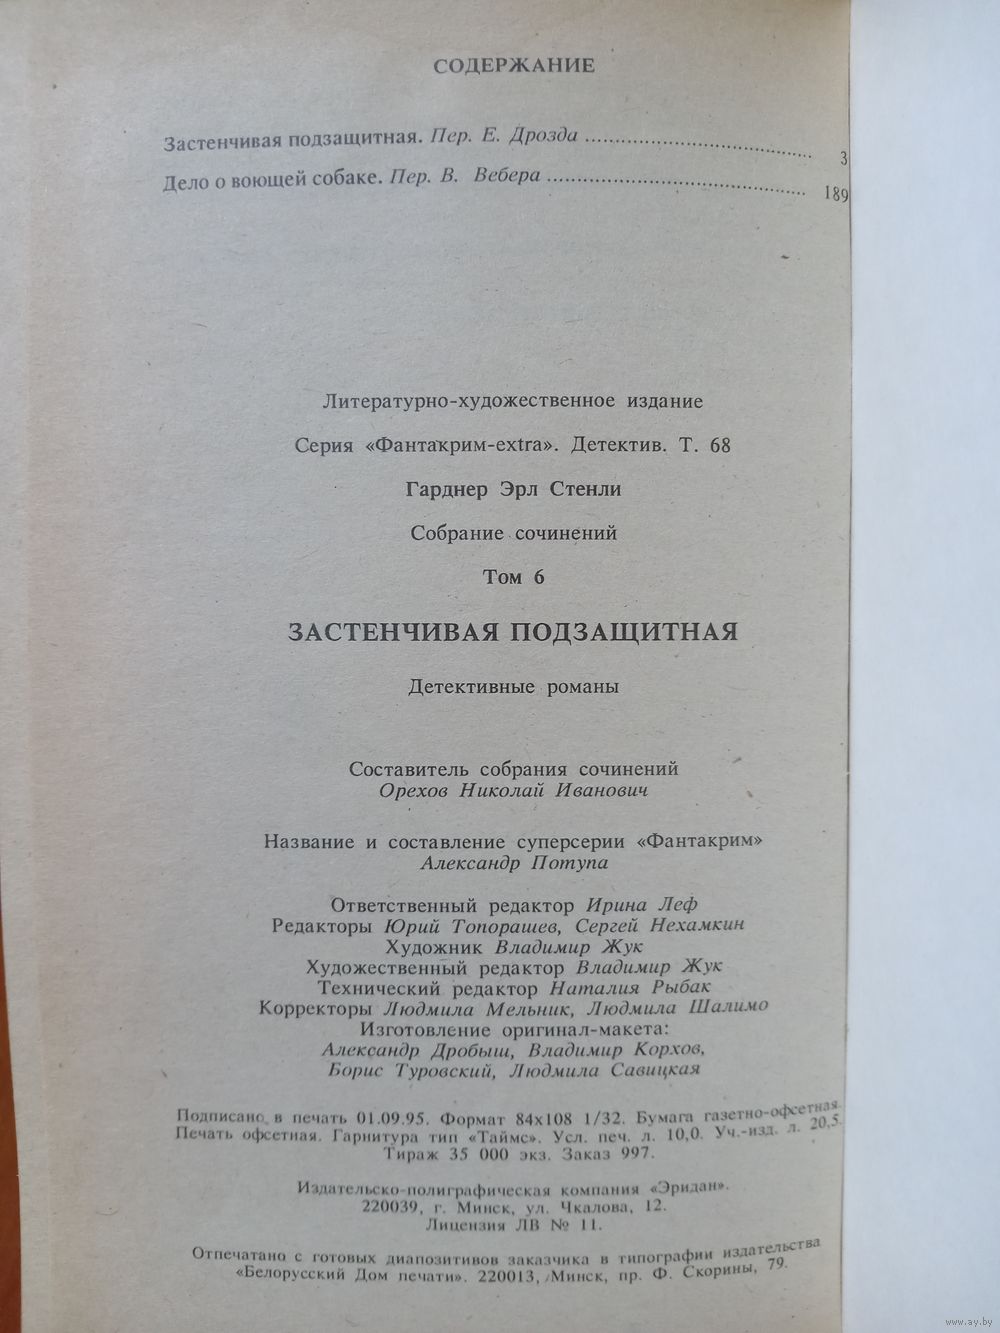 СОДЕРЖАНИЕ
Застенчивая подзащитная. Пер. Е. Дрозда .......... 3
Дело о воющей собаке. Пер. В. Вебера .......... 189
Литературно-художественное издание
Серия «Фантакрим-extra». Детектив. Т. 68
Гарднер Эрл Стенли
Собрание сочинений
Том 6
ЗАСТЕНЧИВАЯ ПОДЗАЩИТНАЯ
Детективные романы
Составитель собрания сочинений
Орехов Николай Иванович
Название и составление суперсерии «Фантакрим»
Александр Потупа
Ответственный редактор Ирина Леф
Редакторы Юрий Топорашев, Сергей Нехамкин
Художник Владимир Жук
Художественный редактор Владимир Жук
Технический редактор Наталия Рыбак
Корректоры Людмила Мельник, Людмила Шалимо
Изготовление оригинал-макета:
Александр Дробыш, Владимир Корхов,
Борис Туровский, Людмила Савицкая
Подписано в печать 01.09.95. Формат 84х108 1/32. Бумага газетно-офсетная.
Печать офсетная. Гарнитура тип «Таймс». Усл. печ. л. 10,0. Уч.-изд. л. 20,5.
Тираж 35 000 экз. Заказ 997.
Издательско-полиграфическая компания «Эридан».
220039, г. Минск, ул. Чкалова, 12.
Лицензия ЛВ № 11.
Отпечатано с готовых диапозитивов заказчика в типографии издательства
«Белорусский Дом печати». 220013, Минск, пр. Ф. Скорины, 79.
www.ay.by